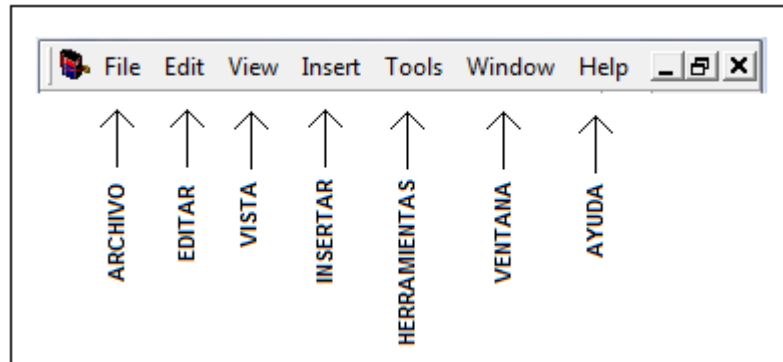 File Edit View Insert Tools Window Help
ARCHIVO
EDITAR
VISTA
INSERTAR
HERRAMIENTAS
VENTANA
AYUDA